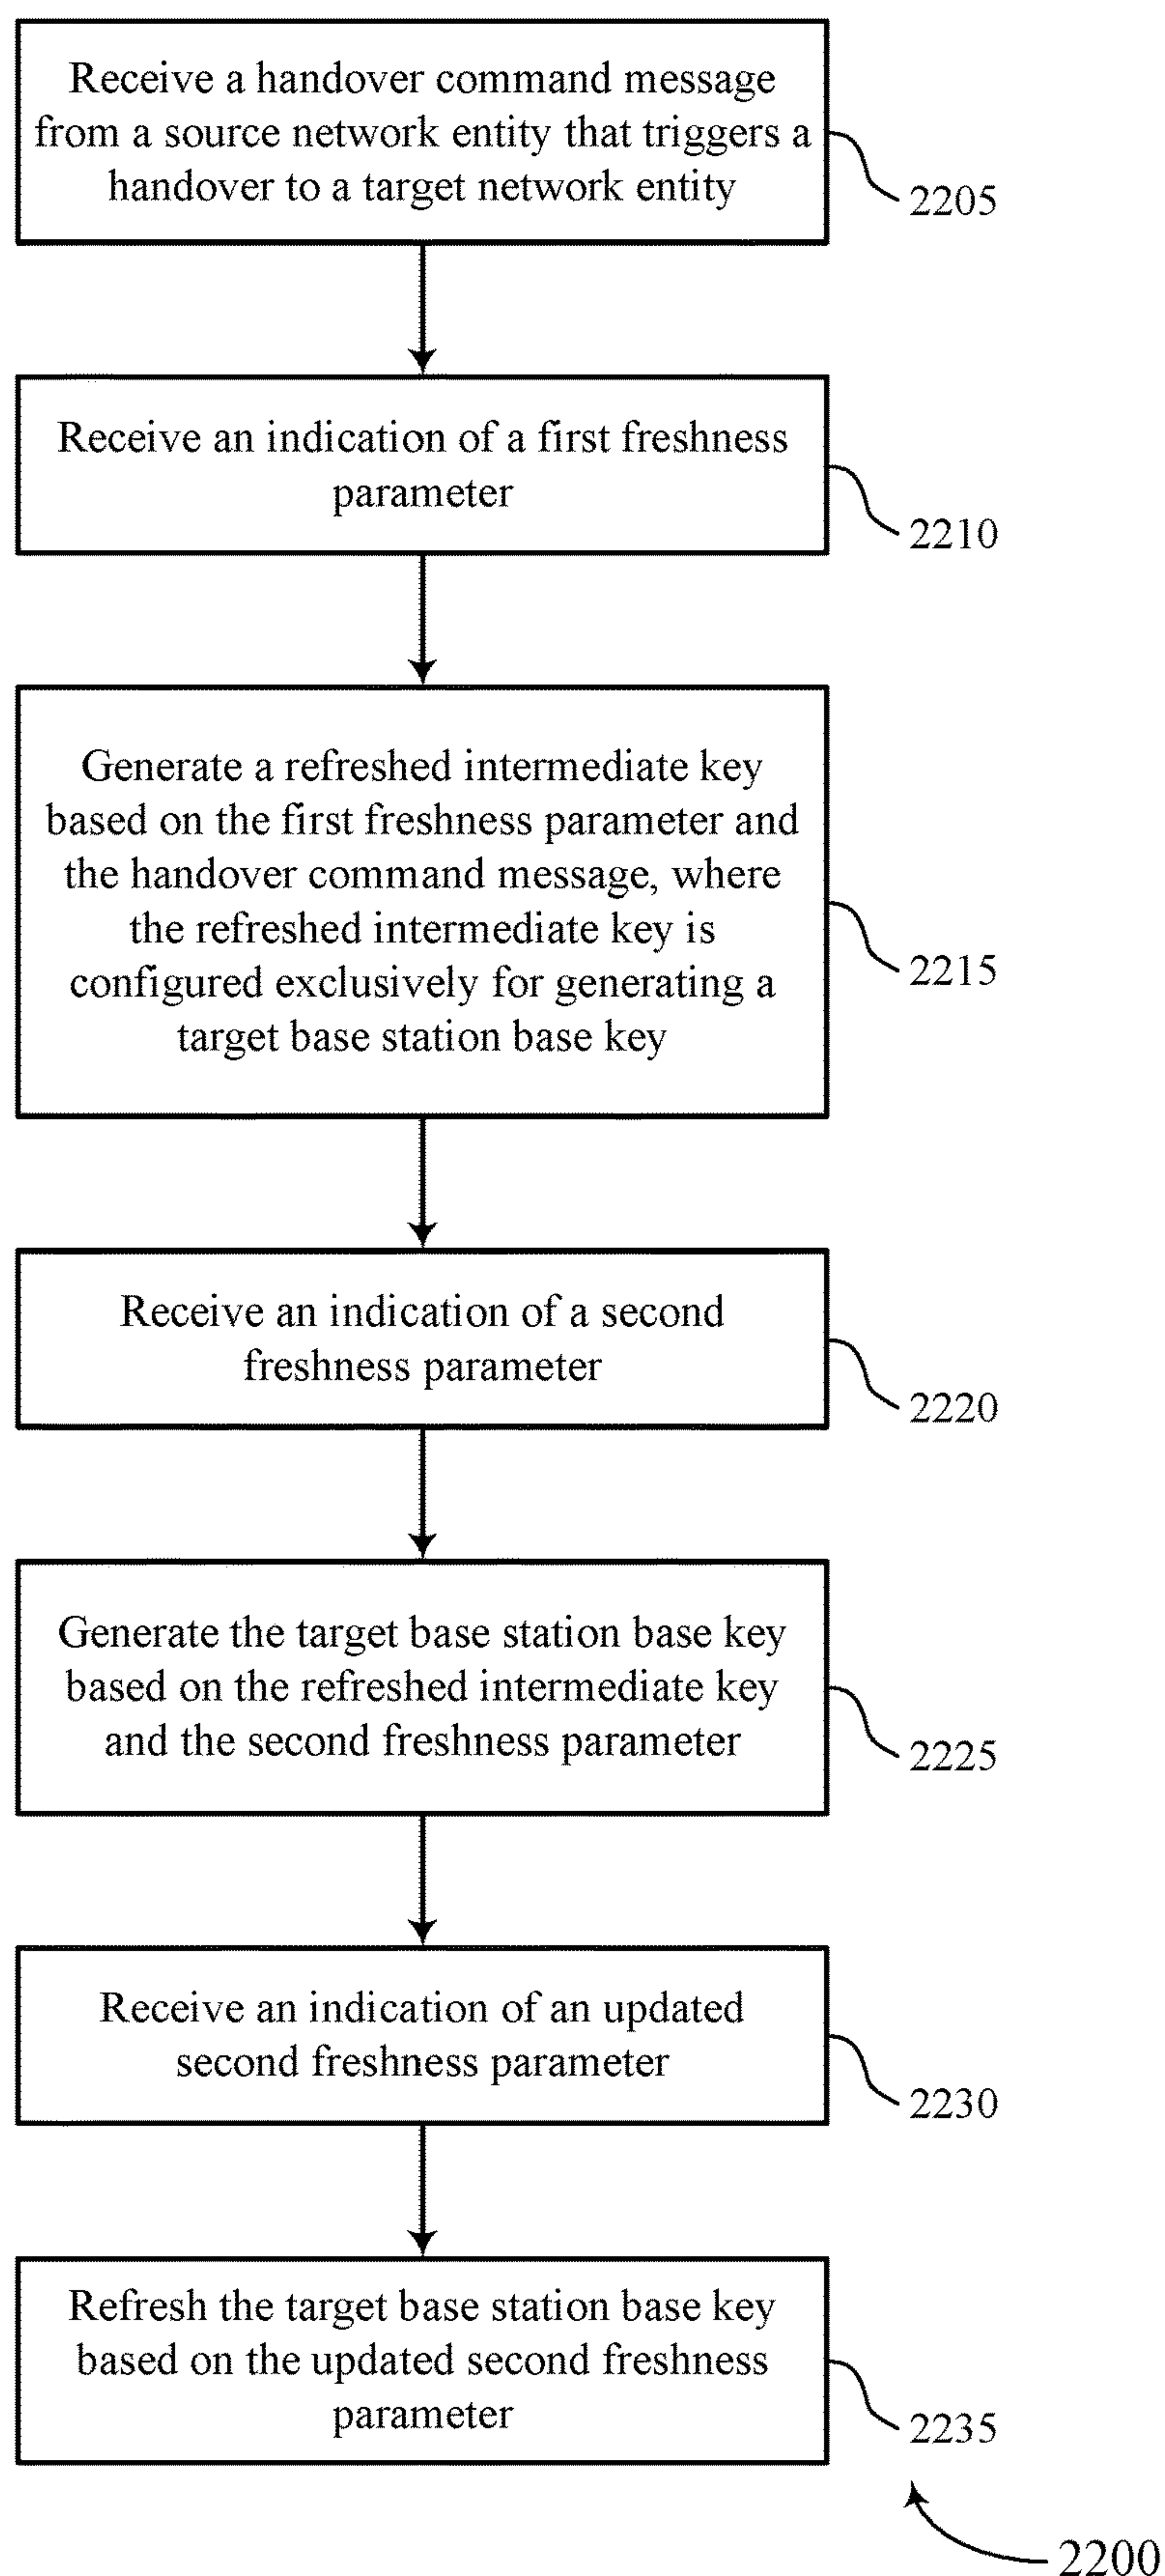 Receive a handover command message
from a source network entity that triggers a
handover to a target network entity
2205
Receive an indication of a first freshness
parameter
2210
Generate a refreshed intermediate key
based on the first freshness parameter and
the handover command message, where
the refreshed intermediate key is
configured exclusively for generating a
target base station base key
2215
Receive an indication of a second
freshness parameter
2220
Generate the target base station base key
based on the refreshed intermediate key
and the second freshness parameter
2225
Receive an indication of an updated
second freshness parameter
2230
Refresh the target base station base key
based on the updated second freshness
parameter
2235
2200